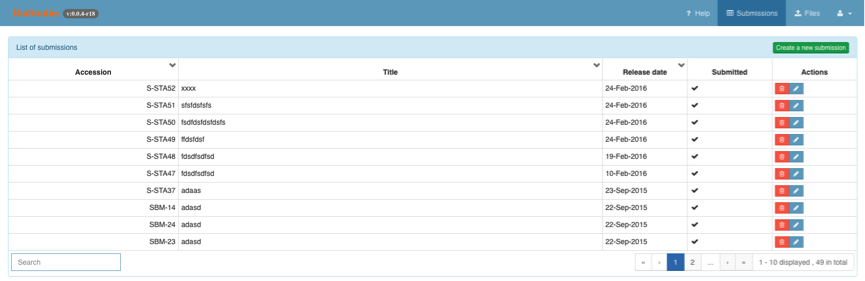 v:0.0.4-r18
? Help
Submissions
Files
List of submissions
Create a new submission
Accession Title Release date Submitted Actions
S-STA52 xxxx 24-Feb-2016
S-STA51 sfsfdsfsfs 24-Feb-2016
S-STA50 fsdfdsfdsfdsfs 24-Feb-2016
S-STA49 ffdsfdsf 24-Feb-2016
S-STA48 fdsdfsdfsd 19-Feb-2016
S-STA47 fdsdfsdfsd 10-Feb-2016
S-STA37 adaas 23-Sep-2015
SBM-14 adasd 22-Sep-2015
SBM-24 adasd 22-Sep-2015
SBM-23 adasd 22-Sep-2015
Search
« ‹ 1 2 ... › » 1 - 10 displayed , 49 in total